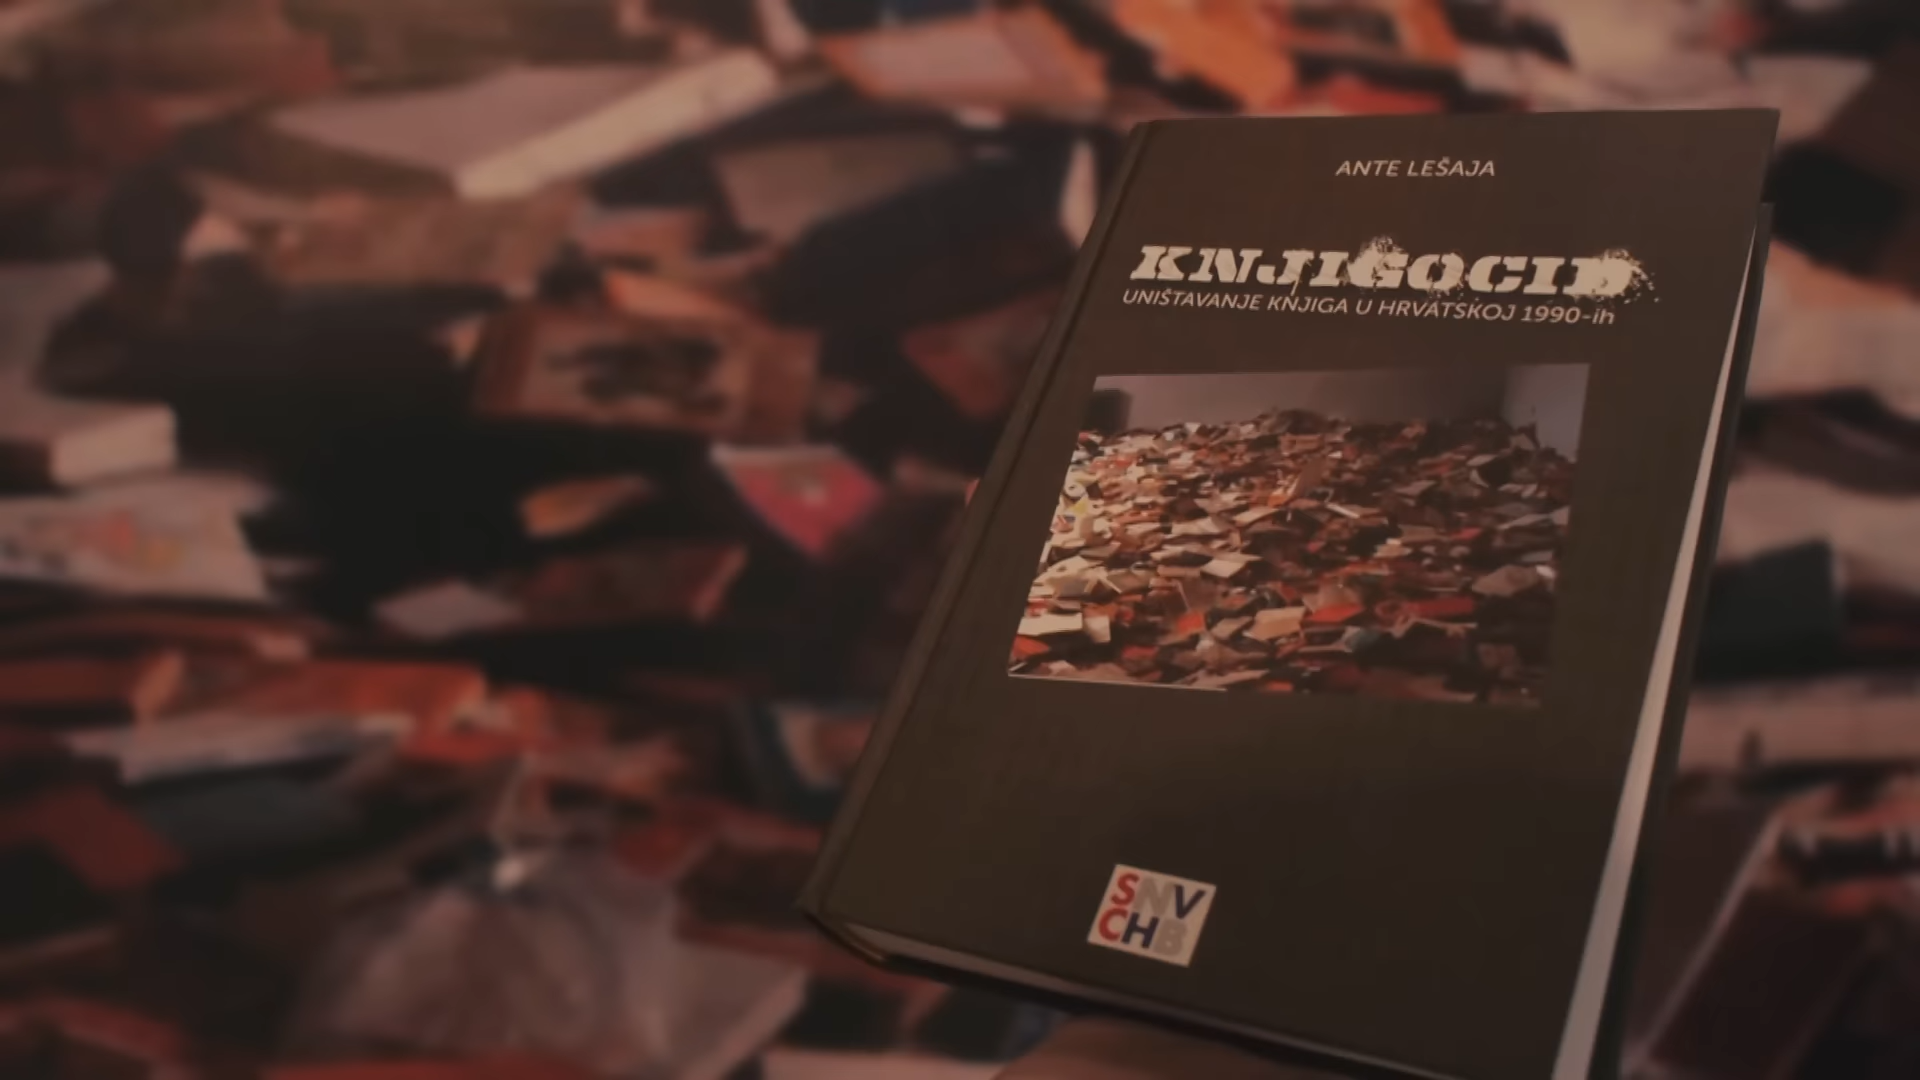 ANTE LEŠAJA
KNJIGOCID
UNIŠTAVANJE KNJIGA U HRVATSKOJ 1990-ih
SNV
CHB